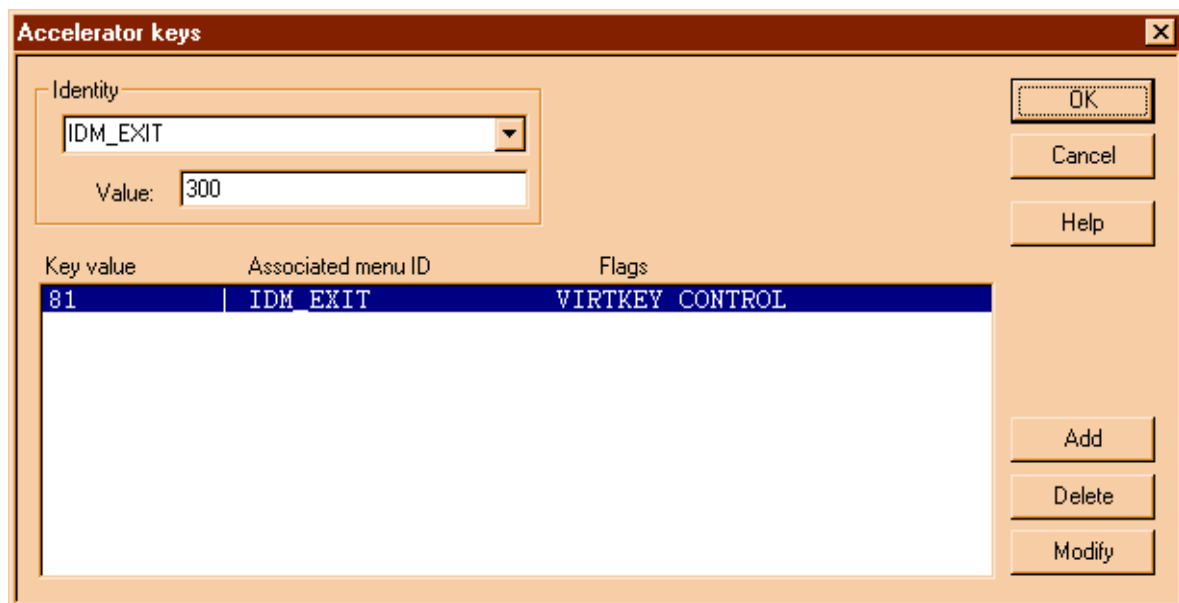 Accelerator keys
Identity
IDM_EXIT
Value: 300
OK
Cancel
Help
Key value Associated menu ID Flags
81 | IDM_EXIT VIRTKEY CONTROL
Add
Delete
Modify